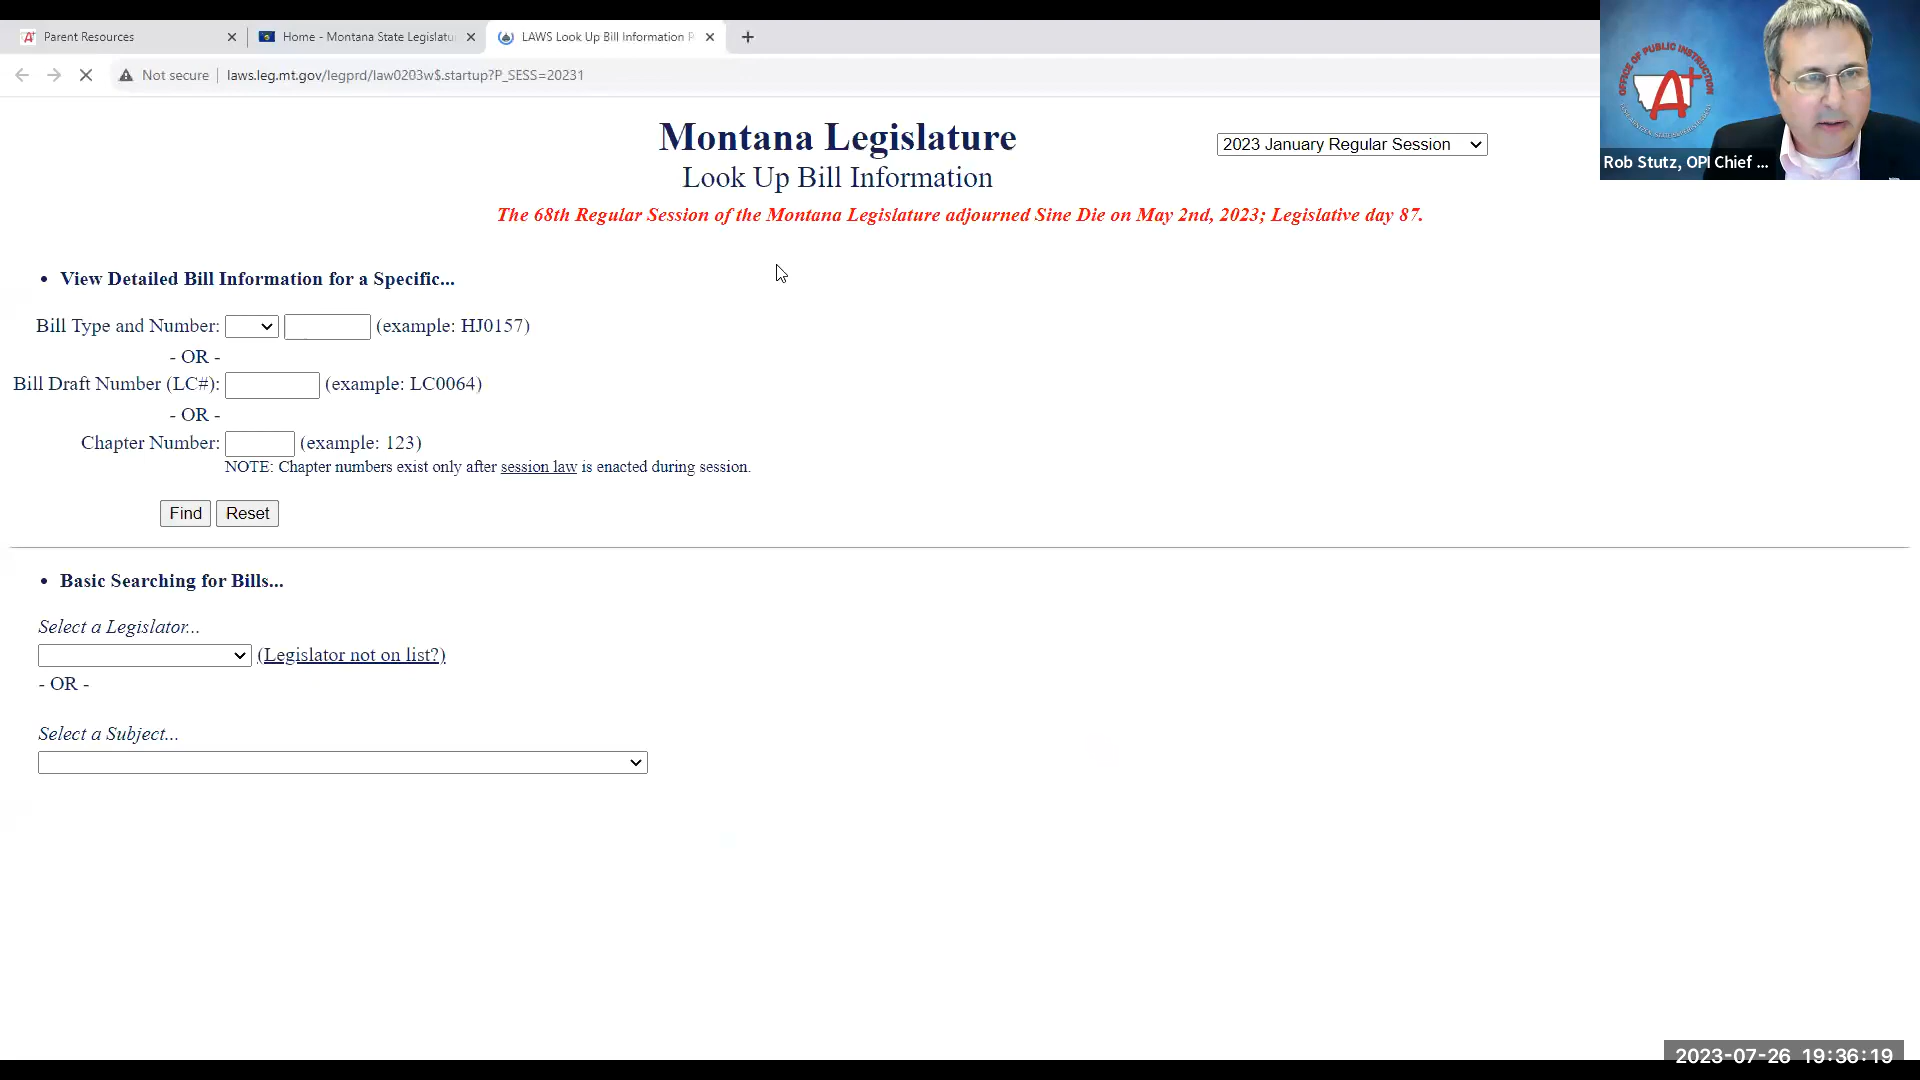 Parent Resources
Home - Montana State Legislatu
LAWS Look Up Bill Information P
Not secure
laws.leg.mt.gov/legprd/law0203w$.startup?P_SESS=20231
OFFICE OF PUBLIC INSTRUCTION
A+
Rob Stutz, OPI Chief ...
Montana Legislature
2023 January Regular Session
Look Up Bill Information
The 68th Regular Session of the Montana Legislature adjourned Sine Die on May 2nd, 2023; Legislative day 87.
• View Detailed Bill Information for a Specific...
Bill Type and Number: (example: HJ0157)
- OR -
Bill Draft Number (LC#): (example: LC0064)
- OR -
Chapter Number: (example: 123)
NOTE: Chapter numbers exist only after session law is enacted during session.
Find Reset
• Basic Searching for Bills...
Select a Legislator...
(Legislator not on list?)
- OR -
Select a Subject...
2023-07-26 19:36:19